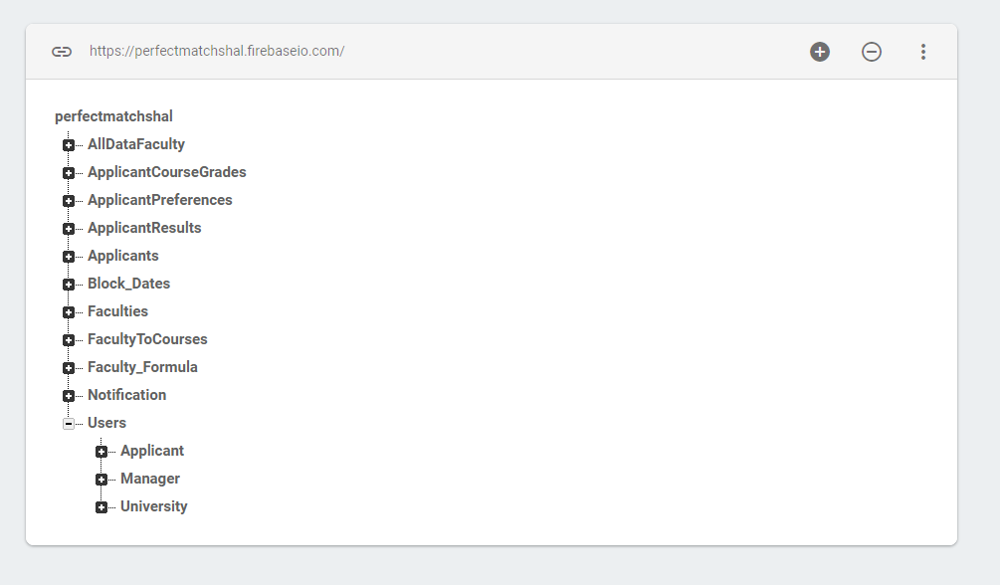 https://perfectmatchshal.firebaseio.com/
perfectmatchshal
AllDataFaculty
ApplicantCourseGrades
ApplicantPreferences
ApplicantResults
Applicants
Block_Dates
Faculties
FacultyToCourses
Faculty_Formula
Notification
Users
Applicant
Manager
University